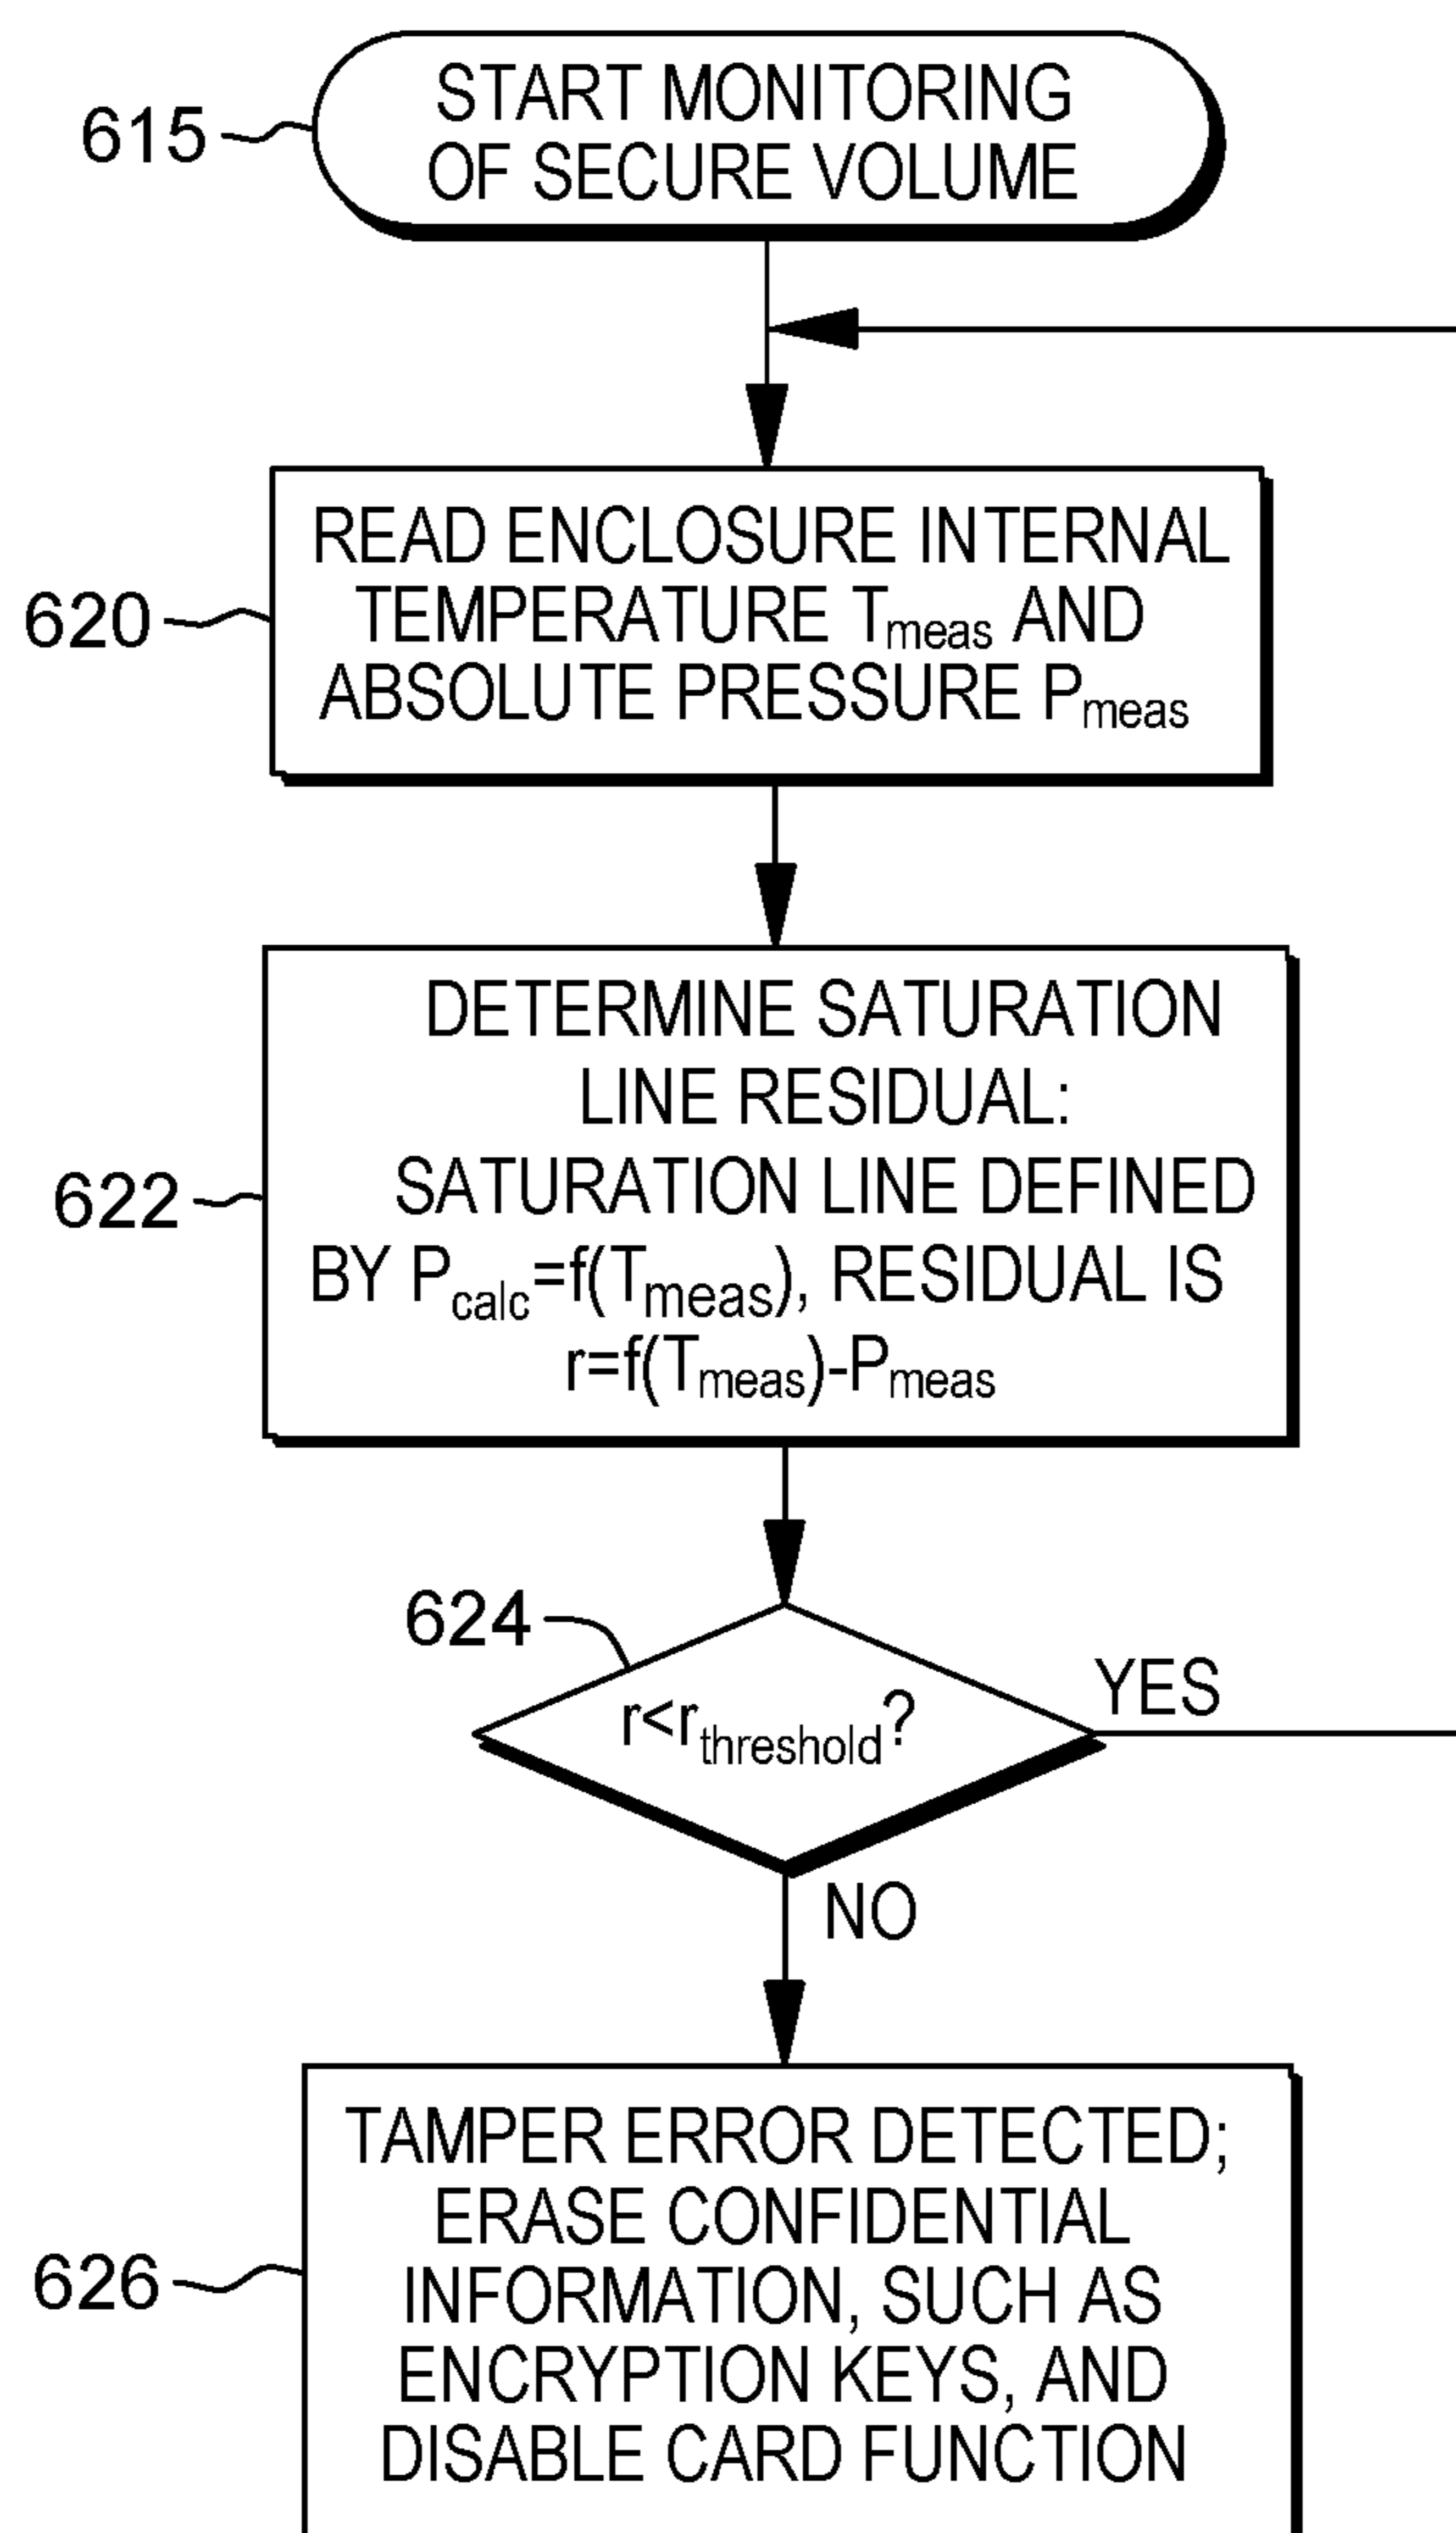 START MONITORING
OF SECURE VOLUME
615
READ ENCLOSURE INTERNAL
TEMPERATURE Tmeas AND
ABSOLUTE PRESSURE Pmeas
620
DETERMINE SATURATION
LINE RESIDUAL:
SATURATION LINE DEFINED
BY Pcalc=f(Tmeas), RESIDUAL IS
r=f(Tmeas)-Pmeas
622
624
r<rthreshold?
YES
NO
TAMPER ERROR DETECTED;
ERASE CONFIDENTIAL
INFORMATION, SUCH AS
ENCRYPTION KEYS, AND
DISABLE CARD FUNCTION
626